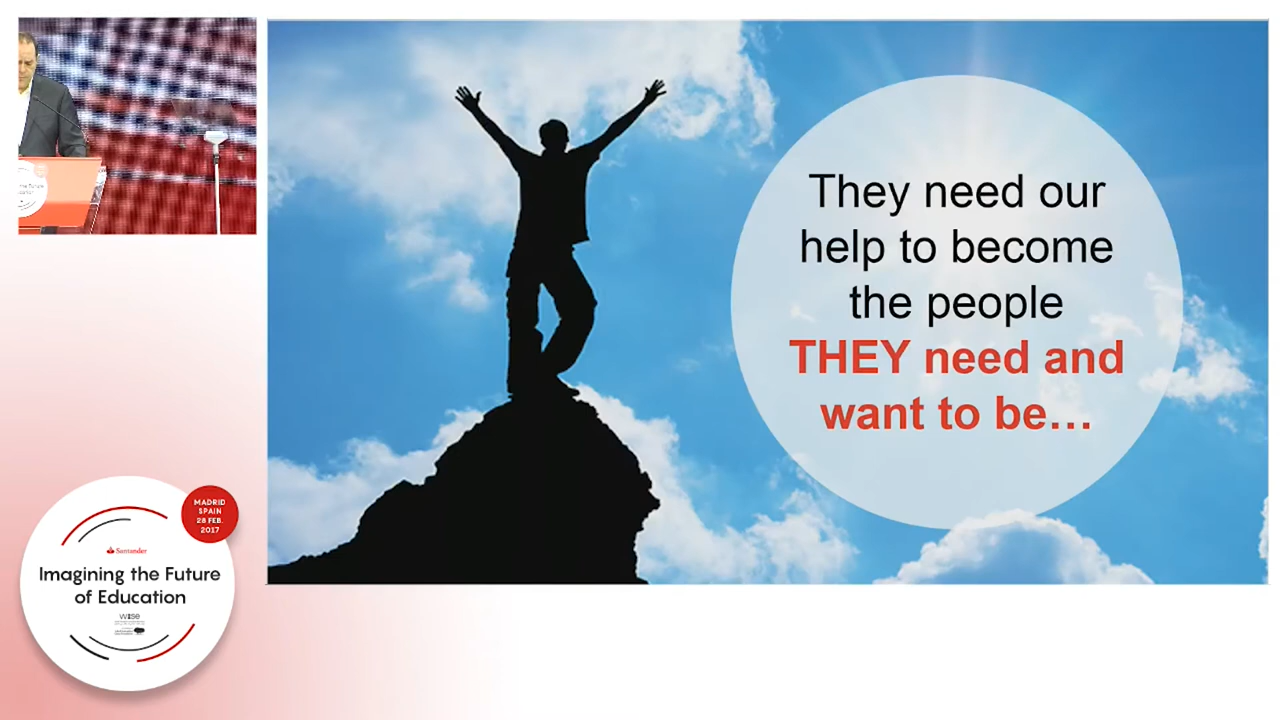 They need our
help to become
the people
THEY need and
want to be...
MADRID
SPAIN
28 FEB.
2017
Santander
Imagining the Future
of Education
wise